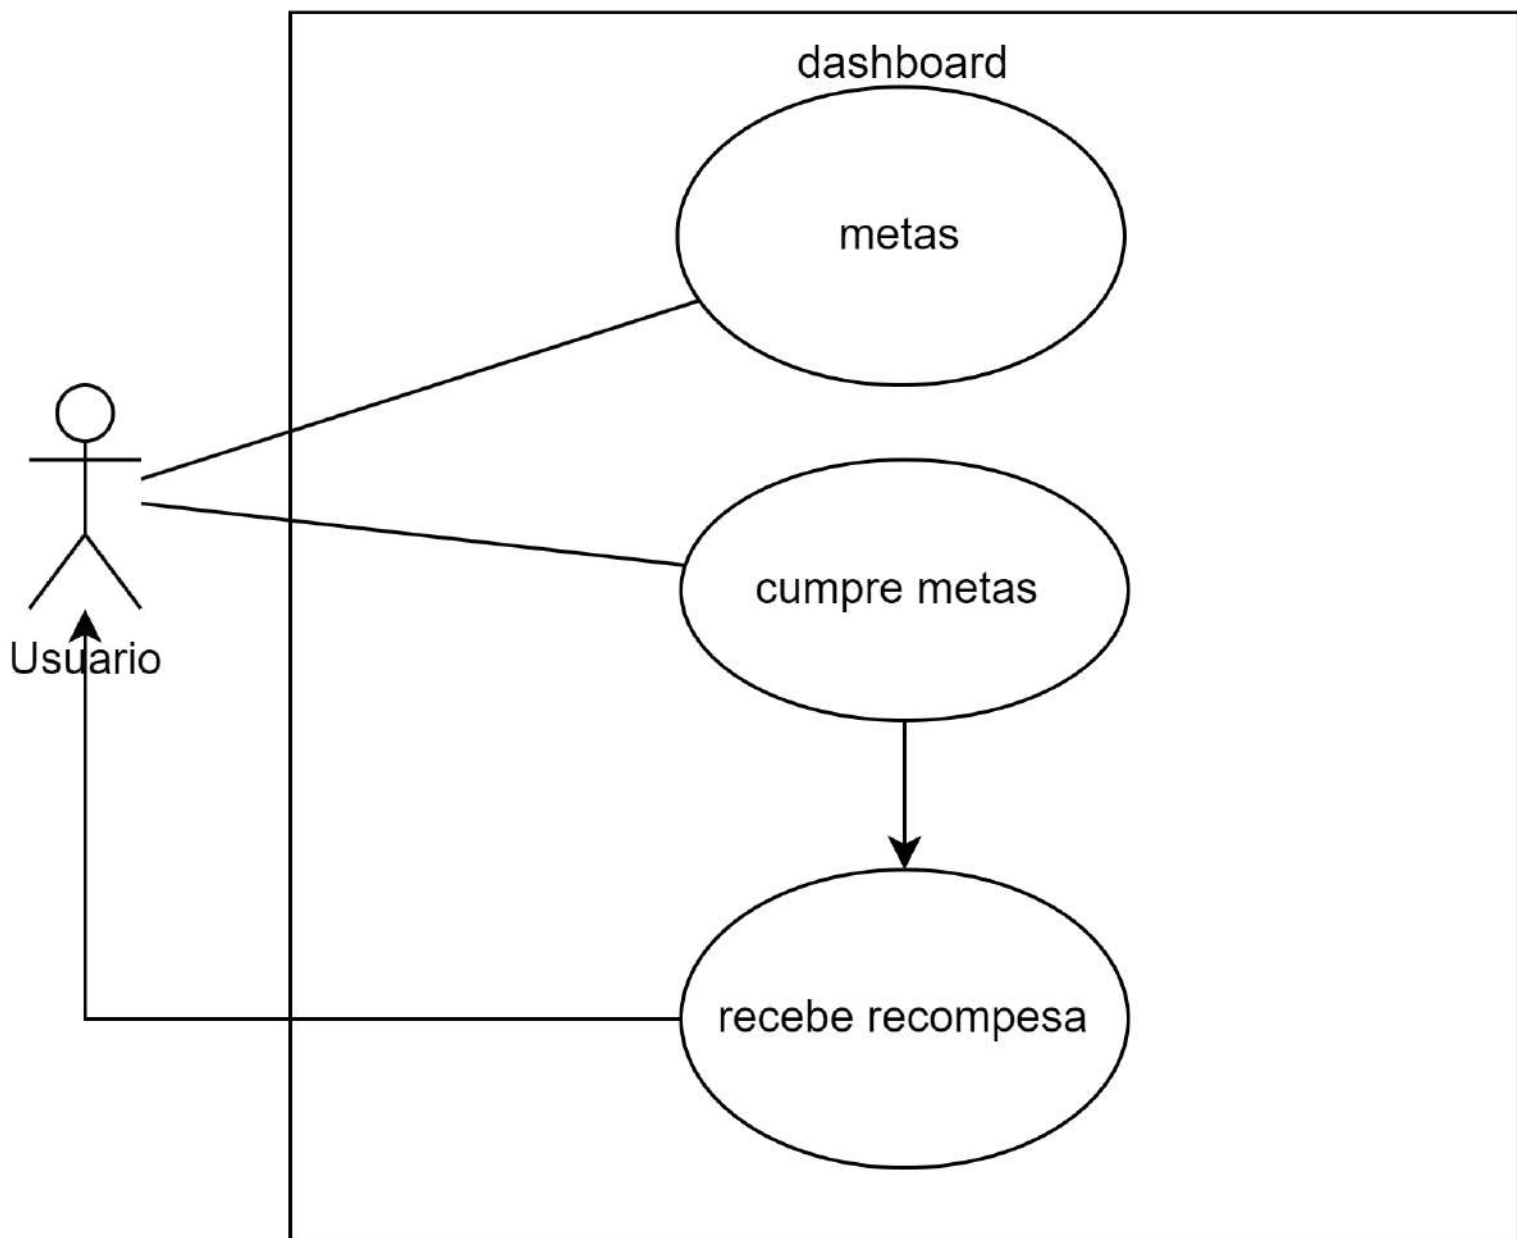 dashboard
metas
cumpre metas
Usuario
recebe recompesa